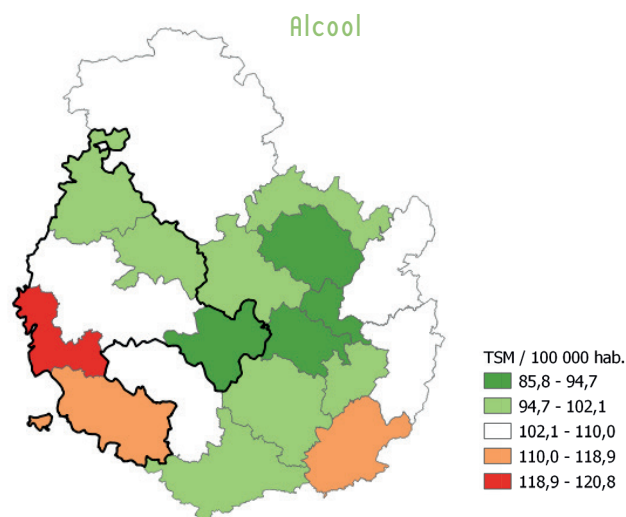 Alcool
TSM / 100 000 hab.
85,8 - 94,7
94,7 - 102,1
102,1 - 110,0
110,0 - 118,9
118,9 - 120,8